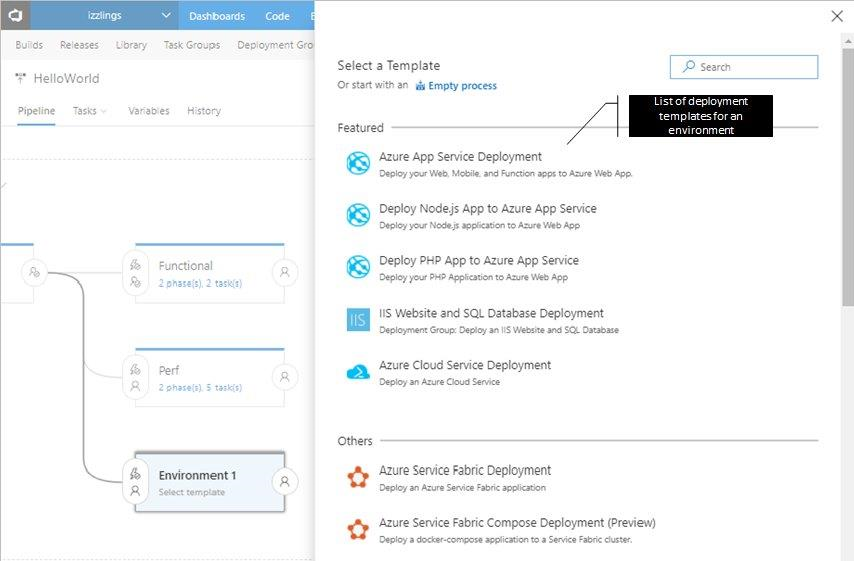 izzlings
Dashboards
Code
Builds
Releases
Library
Task Groups
Deployment Grou
HelloWorld
Pipeline
Tasks
Variables
History
Functional
2 phase(s), 2 task(s)
Perf
2 phase(s), 5 task(s)
Environment 1
Select template
Select a Template
Or start with an Empty process
Search
List of deployment
templates for an
environment
Featured
Azure App Service Deployment
Deploy your Web, Mobile, and Function apps to Azure Web App.
Deploy Node.js App to Azure App Service
Deploy your Node.js application to Azure Web App
Deploy PHP App to Azure App Service
Deploy your PHP Application to Azure Web App
IIS
IIS Website and SQL Database Deployment
Deployment Group: Deploy an IIS Website and SQL Database
Azure Cloud Service Deployment
Deploy an Azure Cloud Service
Others
Azure Service Fabric Deployment
Deploy an Azure Service Fabric application
Azure Service Fabric Compose Deployment (Preview)
Deploy a docker-compose application to a Service Fabric cluster.